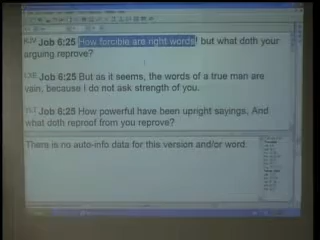 KJV Job 6:25 How forcible are right words! but what doth your
arguing reprove?
LXE Job 6:25 But as it seems, the words of a true man are
vain, because I do not ask strength of you.
YLT Job 6:25 How powerful have been upright sayings, And
what doth reproof from you reprove?
There is no auto-info data for this version and/or word.